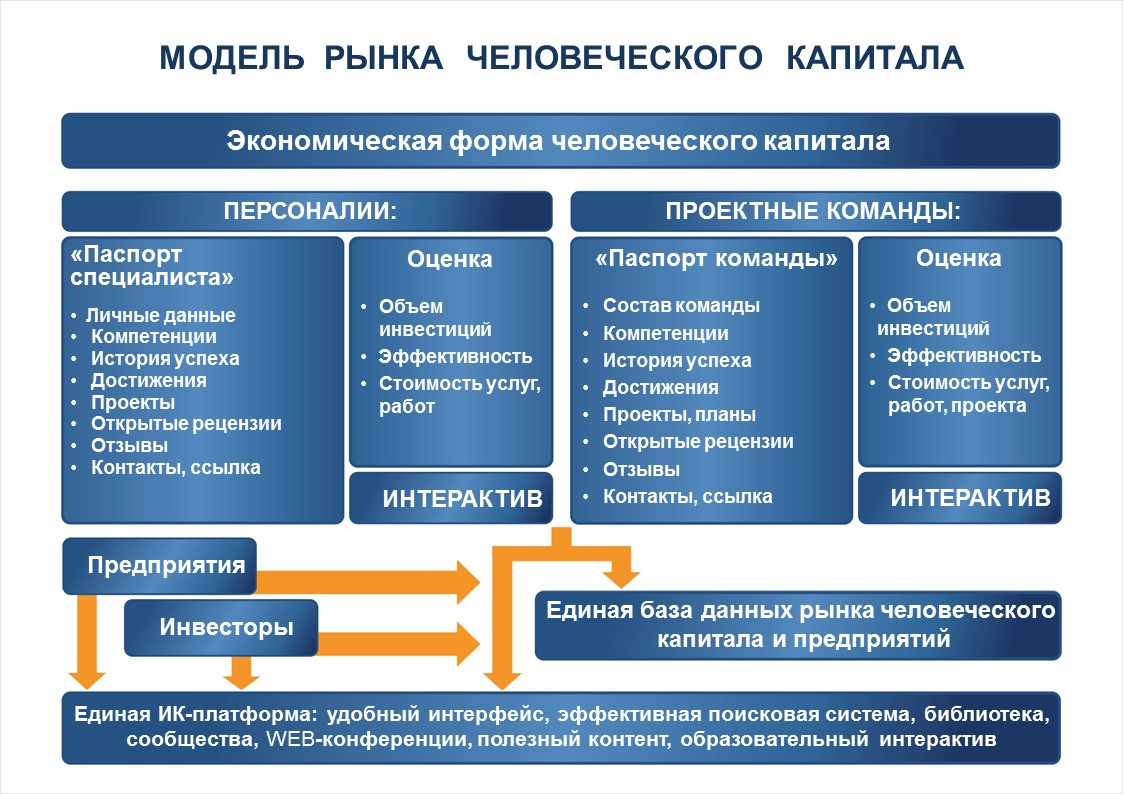 МОДЕЛЬ РЫНКА ЧЕЛОВЕЧЕСКОГО КАПИТАЛА
Экономическая форма человеческого капитала
ПЕРСОНАЛИИ:
«Паспорт
специалиста»
• Личные данные
• Компетенции
• История успеха
• Достижения
• Проекты
• Открытые рецензии
• Отзывы
• Контакты, ссылка
Оценка
• Объем
инвестиций
• Эффективность
• Стоимость услуг,
работ
ИНТЕРАКТИВ
ПРОЕКТНЫЕ КОМАНДЫ:
«Паспорт команды»
• Состав команды
• Компетенции
• История успеха
• Достижения
• Проекты, планы
• Открытые рецензии
• Отзывы
• Контакты, ссылка
Оценка
• Объем
инвестиций
• Эффективность
• Стоимость услуг,
работ, проекта
ИНТЕРАКТИВ
Предприятия
Инвесторы
Единая база данных рынка человеческого
капитала и предприятий
Единая ИК-платформа: удобный интерфейс, эффективная поисковая система, библиотека,
сообщества, WEB-конференции, полезный контент, образовательный интерактив